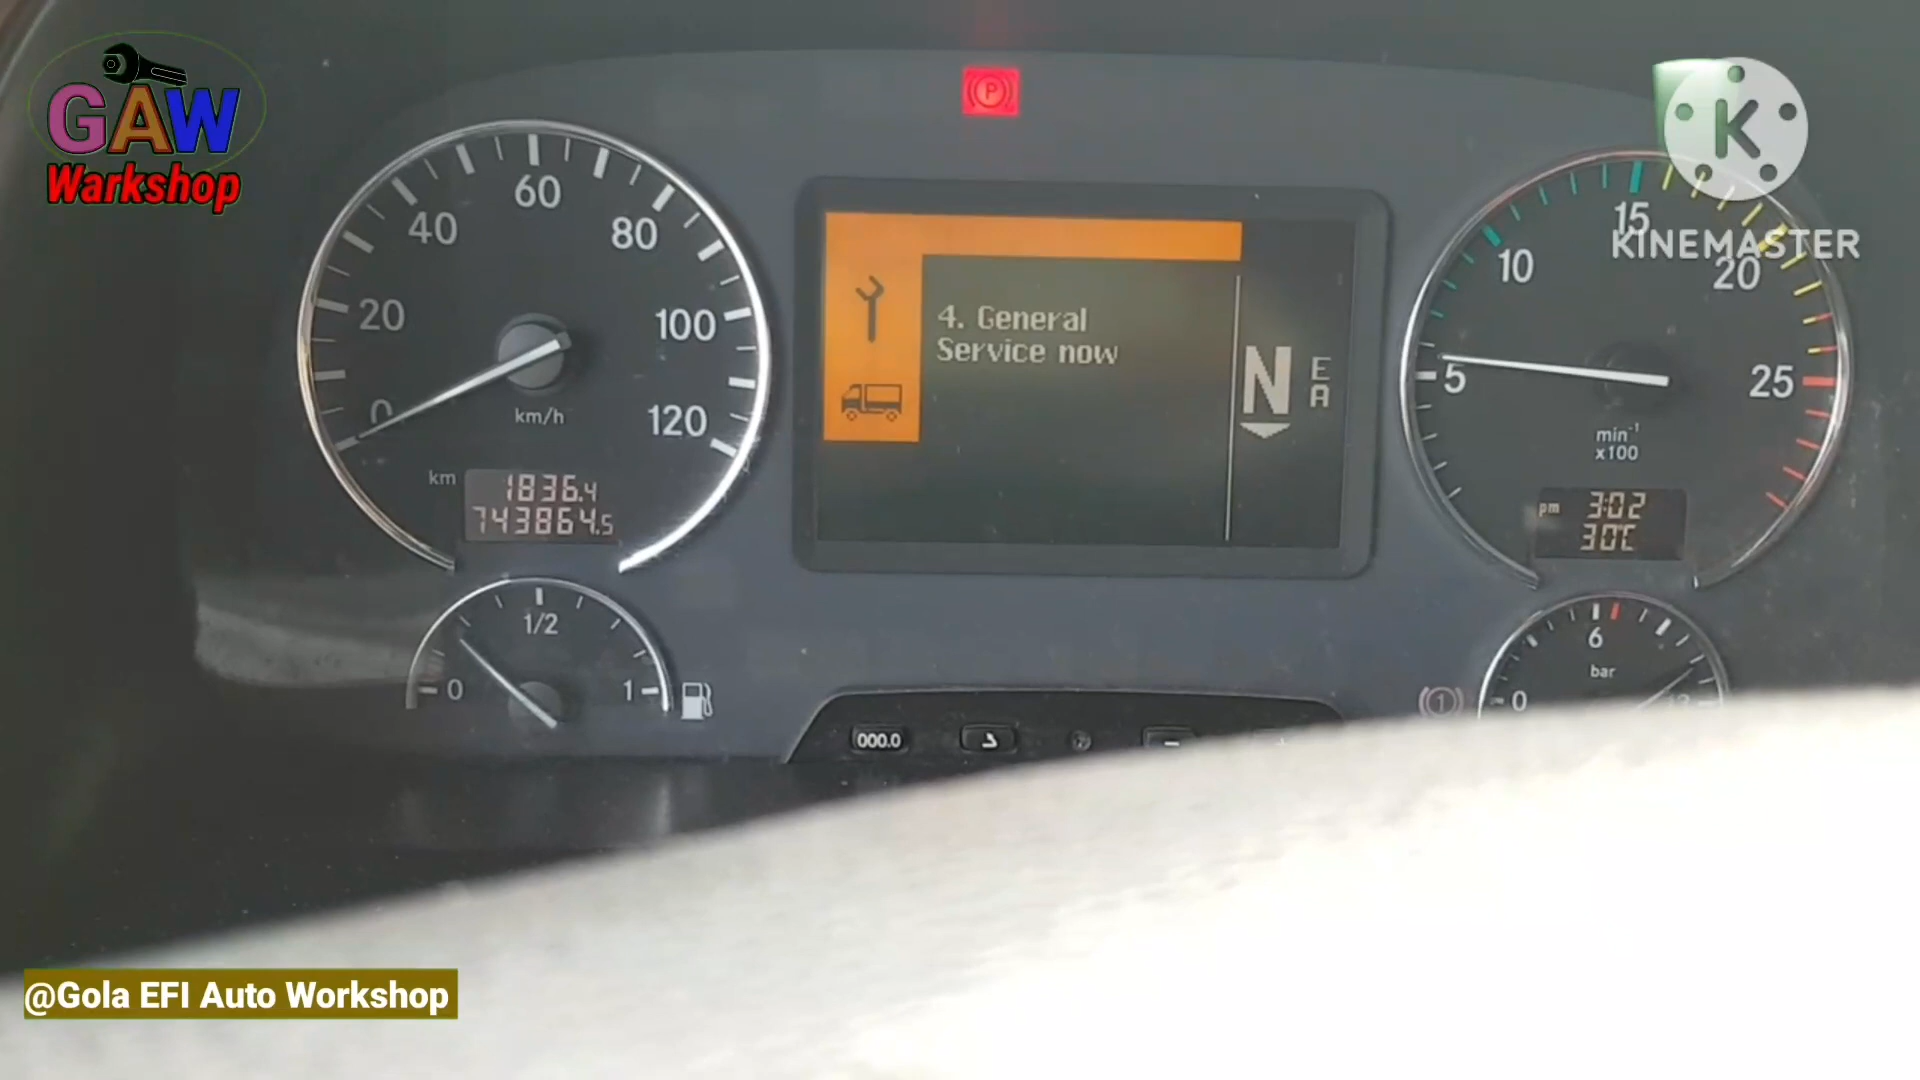 GAW
Warkshop
P
K
KINEMASTER
0
20
40
60
80
100
120
km/h
km
1836.4
743864.5
4. General
Service now
N
E
A
5
10
15
20
25
min⁻¹
x100
pm 3:02
30°C
0
1/2
1
6
bar
0
1
000.0
@Gola EFI Auto Workshop